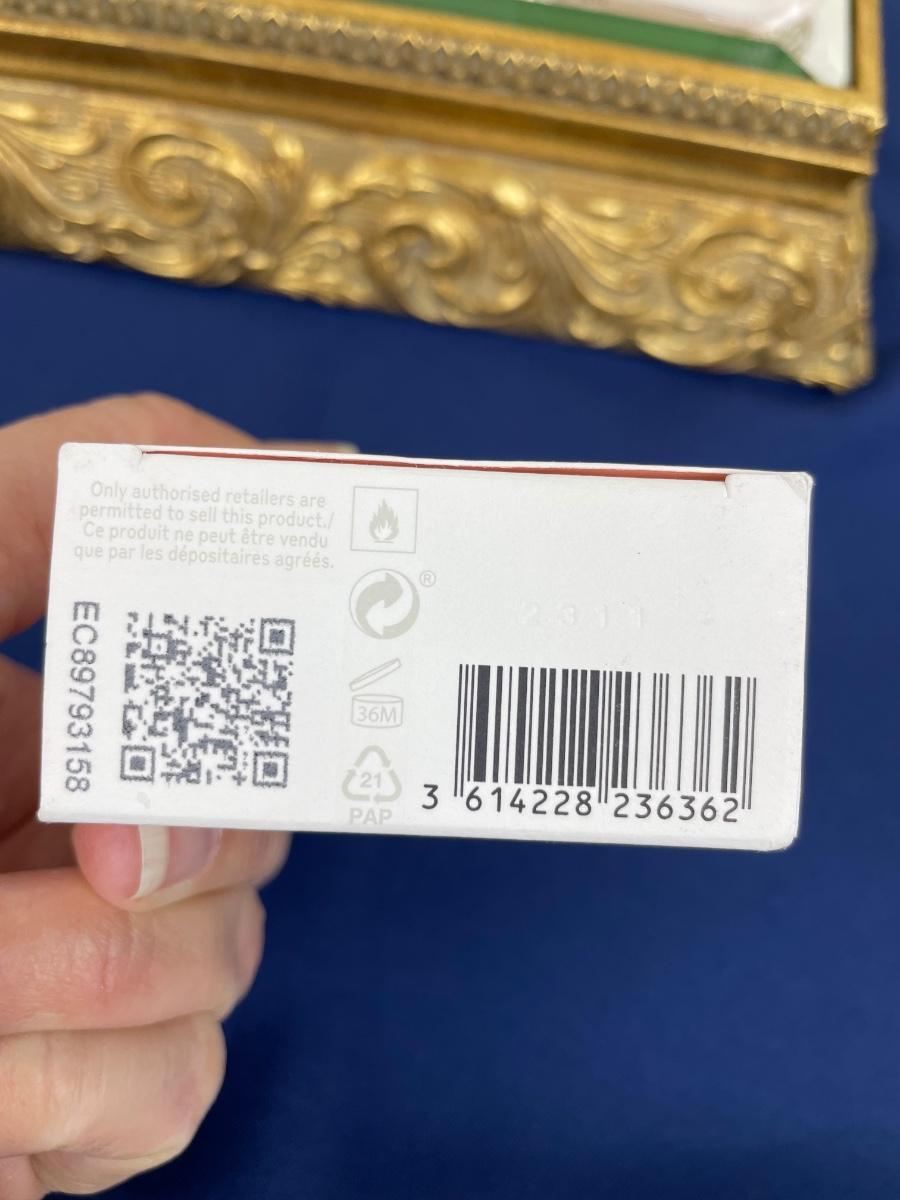 Only authorised retailers are
permitted to sell this product./
Ce produit ne peut être vendu
que par les dépositaires agréés.
EC89793158
®
36M
21
PAP
2311
3 614228 236362